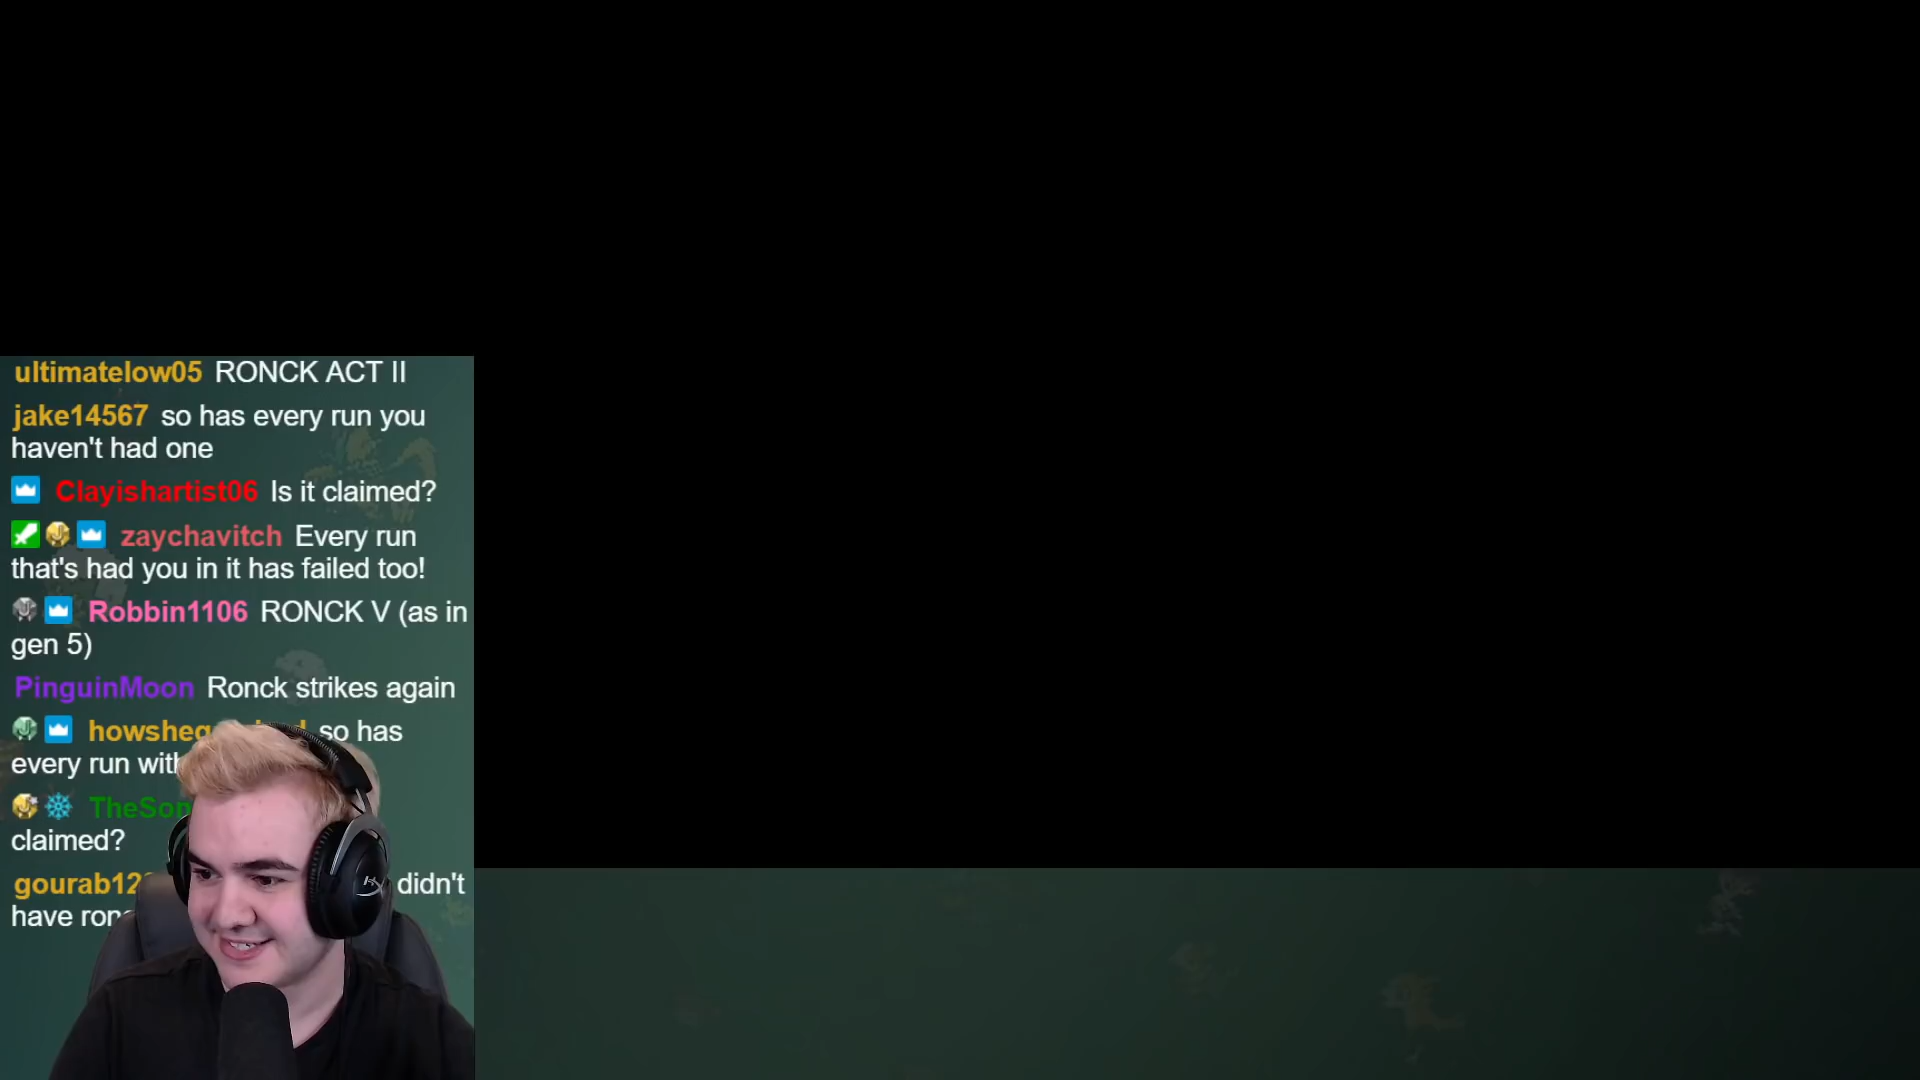 ultimatelow05 RONCK ACT II
jake14567 so has every run you
haven't had one
Clayishartist06 Is it claimed?
zaychavitch Every run
that's had you in it has failed too!
Robbin1106 RONCK V (as in
gen 5)
PinguinMoon Ronck strikes again
so has
every run with
claimed?
didn't
have